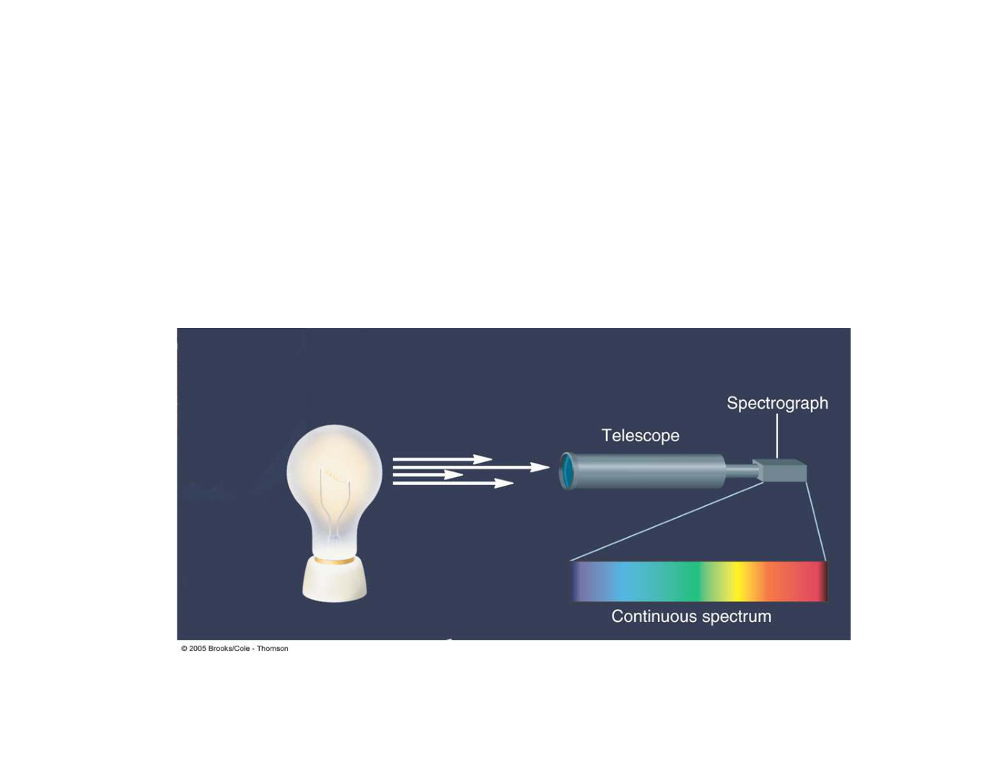 Spectrograph
Telescope
Continuous spectrum
© 2005 Brooks/Cole - Thomson